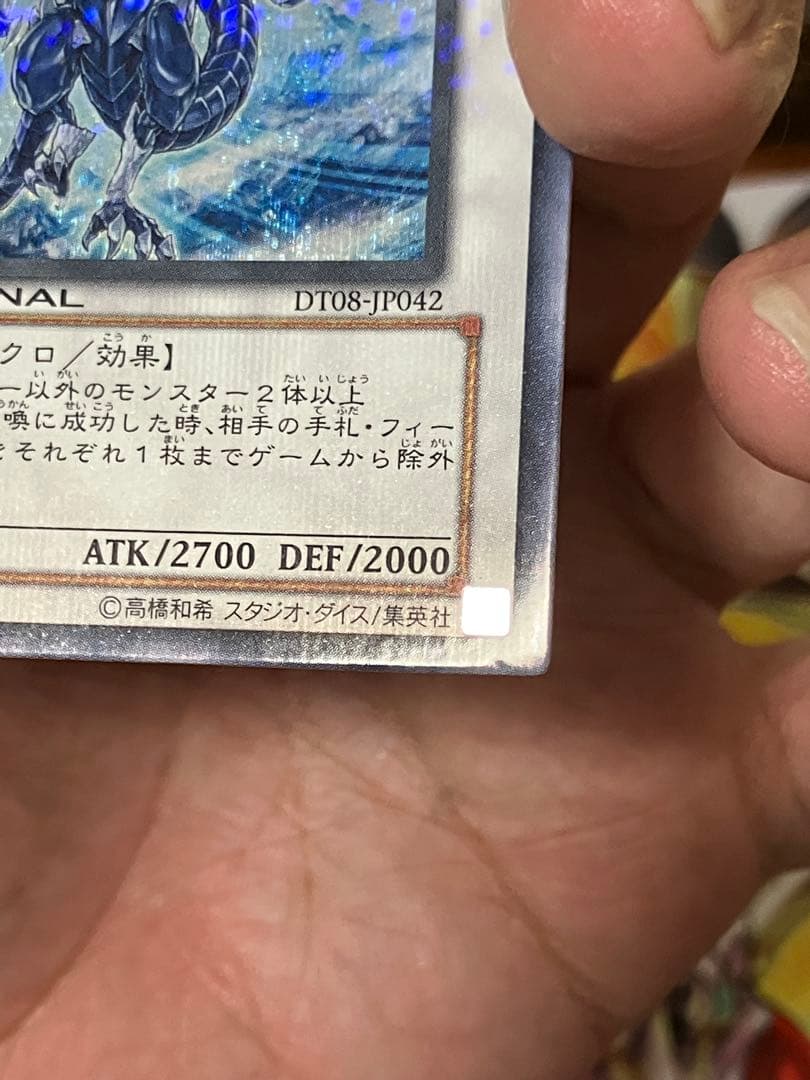 NAL
DT08-JP042
クロ/効果】
ー以外のモンスター2体以上
喚に成功した時、相手の手札・フィー
それぞれ1枚までゲームから除外
ATK/2700 DEF/2000
©高橋和希 スタジオ・ダイス/集英社